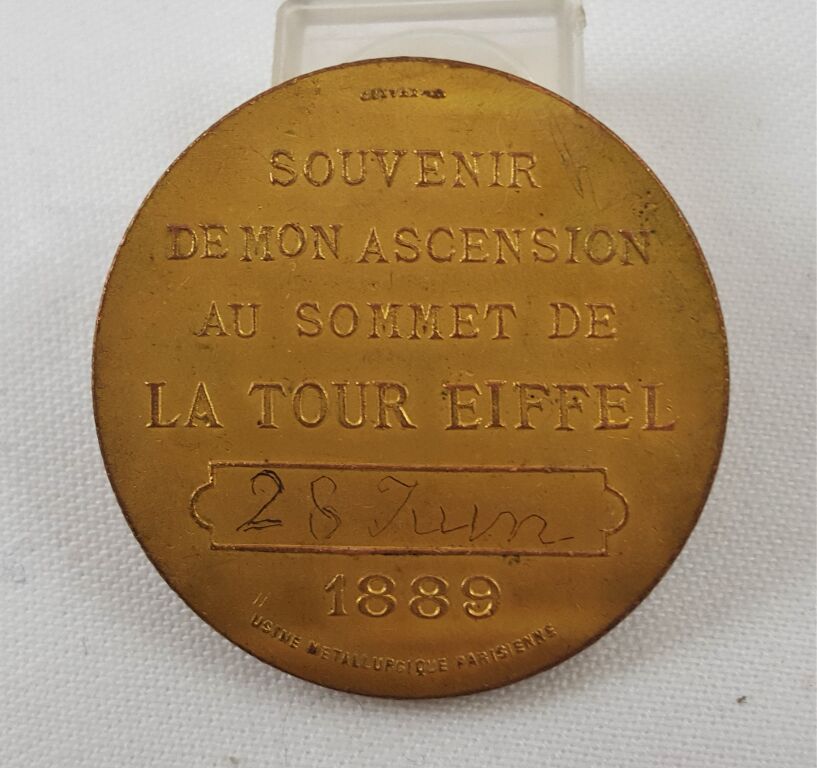 SOUVENIR
DE MON ASCENSION
AU SOMMET DE
LA TOUR EIFFEL
28 Juin
1889
USINE METALLURGIQUE PARISIENNE